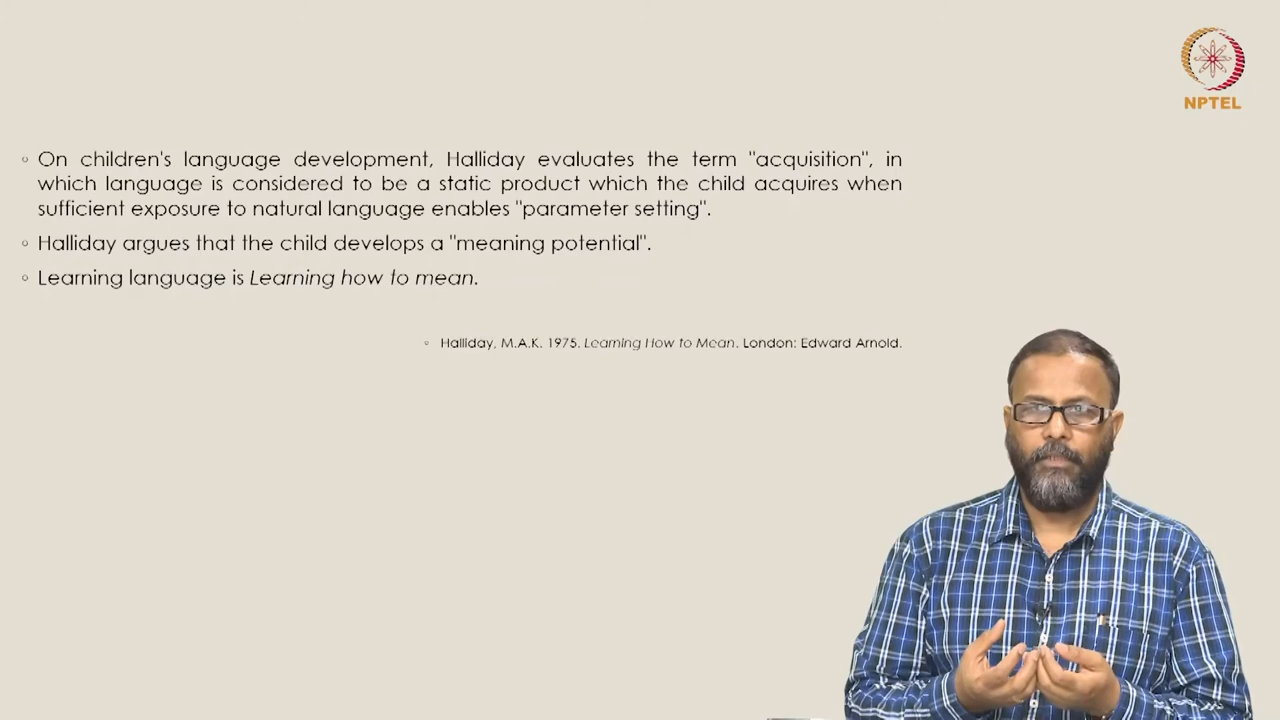 NPTEL
◦ On children's language development, Halliday evaluates the term "acquisition", in
which language is considered to be a static product which the child acquires when
sufficient exposure to natural language enables "parameter setting".
◦ Halliday argues that the child develops a "meaning potential".
◦ Learning language is Learning how to mean.
◦ Halliday, M.A.K. 1975. Learning How to Mean. London: Edward Arnold.